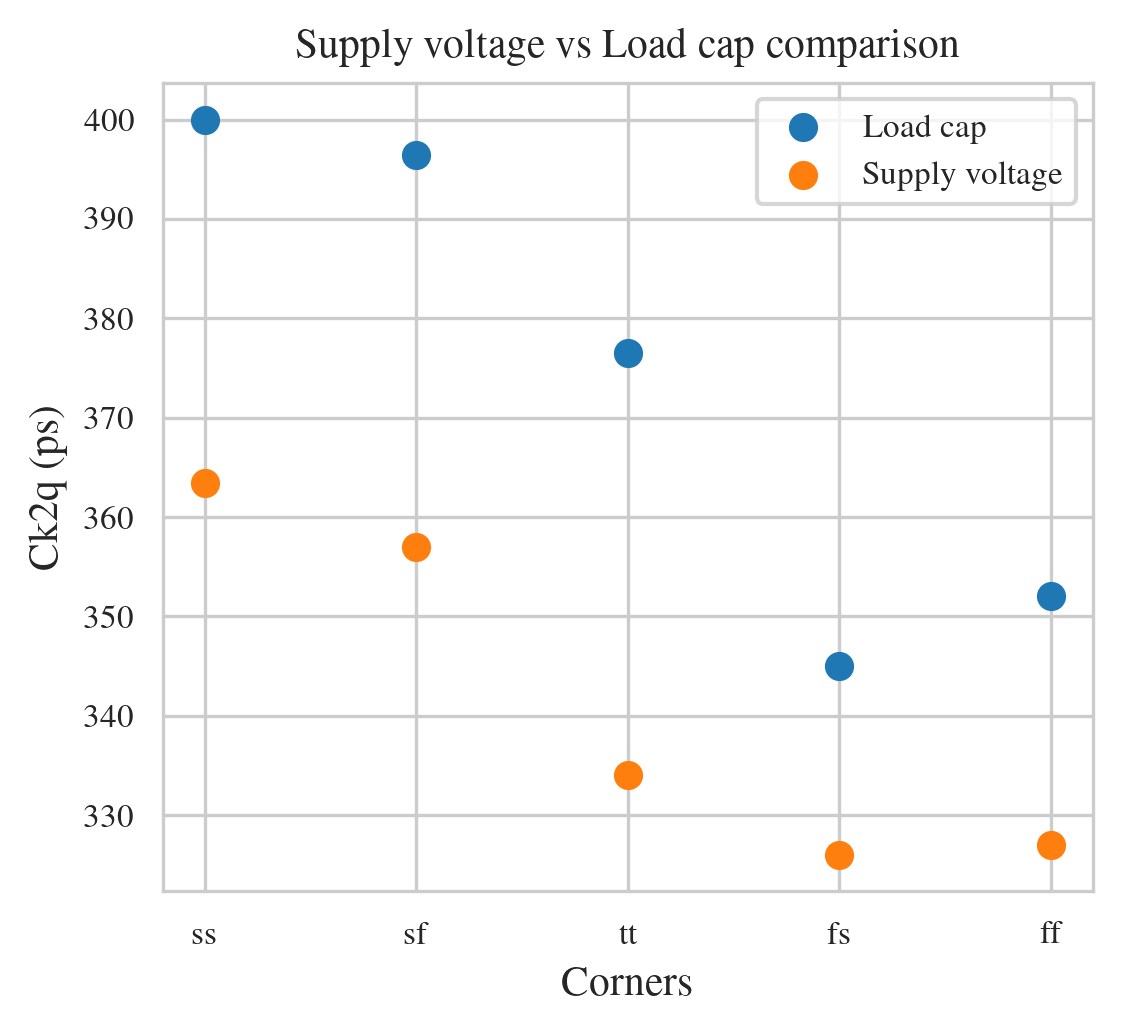 Supply voltage vs Load cap comparison
Load cap
Supply voltage
400
390
380
370
360
350
340
330
Ck2q (ps)
ss sf tt fs ff
Corners